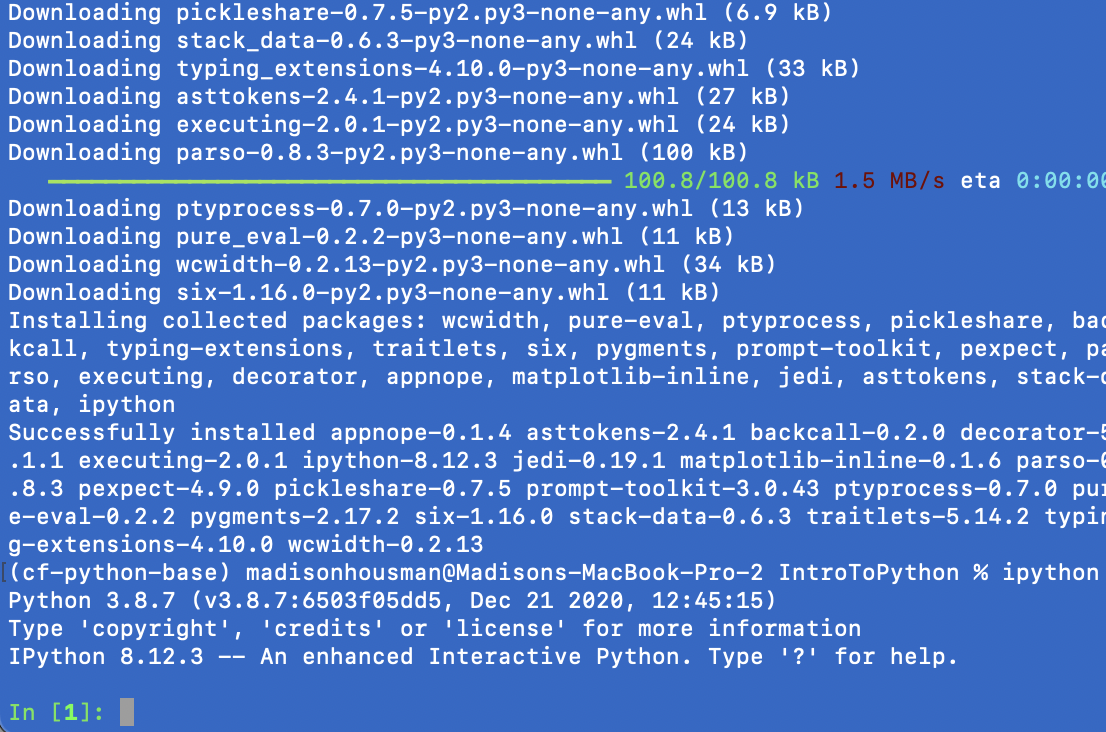 Downloading pickleshare-0.7.5-py2.py3-none-any.whl (6.9 kB)
Downloading stack_data-0.6.3-py3-none-any.whl (24 kB)
Downloading typing_extensions-4.10.0-py3-none-any.whl (33 kB)
Downloading asttokens-2.4.1-py2.py3-none-any.whl (27 kB)
Downloading executing-2.0.1-py2.py3-none-any.whl (24 kB)
Downloading parso-0.8.3-py2.py3-none-any.whl (100 kB)
100.8/100.8 kB 1.5 MB/s eta 0:00:00
Downloading ptyprocess-0.7.0-py2.py3-none-any.whl (13 kB)
Downloading pure_eval-0.2.2-py3-none-any.whl (11 kB)
Downloading wcwidth-0.2.13-py2.py3-none-any.whl (34 kB)
Downloading six-1.16.0-py2.py3-none-any.whl (11 kB)
Installing collected packages: wcwidth, pure-eval, ptyprocess, pickleshare, bac
kcall, typing-extensions, traitlets, six, pygments, prompt-toolkit, pexpect, pa
rso, executing, decorator, appnope, matplotlib-inline, jedi, asttokens, stack-d
ata, ipython
Successfully installed appnope-0.1.4 asttokens-2.4.1 backcall-0.2.0 decorator-5
.1.1 executing-2.0.1 ipython-8.12.3 jedi-0.19.1 matplotlib-inline-0.1.6 parso-0
.8.3 pexpect-4.9.0 pickleshare-0.7.5 prompt-toolkit-3.0.43 ptyprocess-0.7.0 pur
e-eval-0.2.2 pygments-2.17.2 six-1.16.0 stack-data-0.6.3 traitlets-5.14.2 typin
g-extensions-4.10.0 wcwidth-0.2.13
[(cf-python-base) madisonhousman@Madisons-MacBook-Pro-2 IntroToPython % ipython
Python 3.8.7 (v3.8.7:6503f05dd5, Dec 21 2020, 12:45:15)
Type 'copyright', 'credits' or 'license' for more information
IPython 8.12.3 -- An enhanced Interactive Python. Type '?' for help.
In [1]: